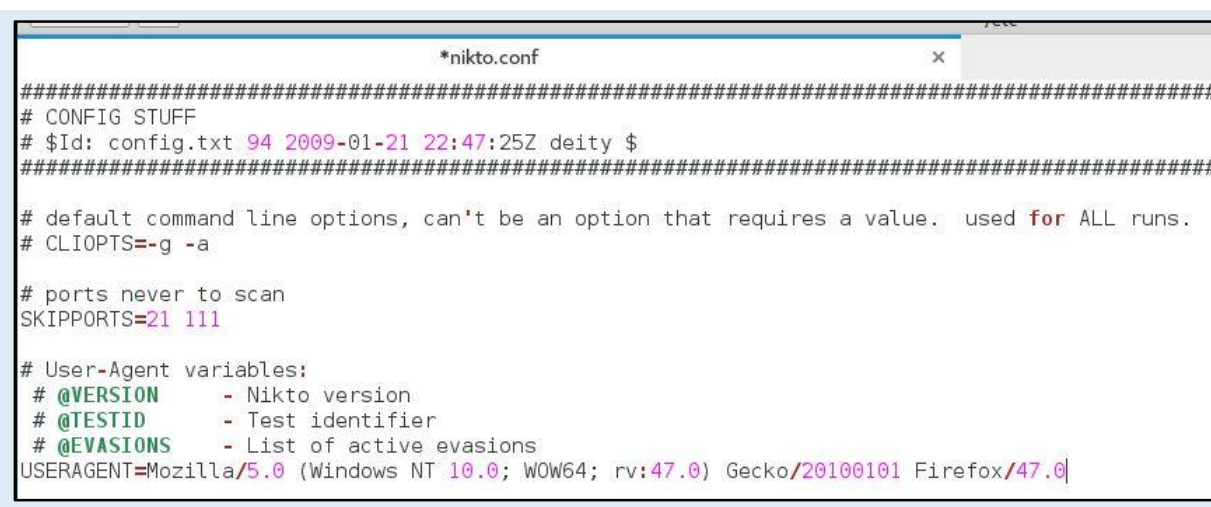 /etc
*nikto.conf ×
####################################################################################################
# CONFIG STUFF
# $Id: config.txt 94 2009-01-21 22:47:25Z deity $
####################################################################################################
# default command line options, can't be an option that requires a value.  used for ALL runs.
# CLIOPTS=-g -a
# ports never to scan
SKIPPORTS=21 111
# User-Agent variables:
# @VERSION     - Nikto version
# @TESTID      - Test identifier
# @EVASIONS    - List of active evasions
USERAGENT=Mozilla/5.0 (Windows NT 10.0; WOW64; rv:47.0) Gecko/20100101 Firefox/47.0